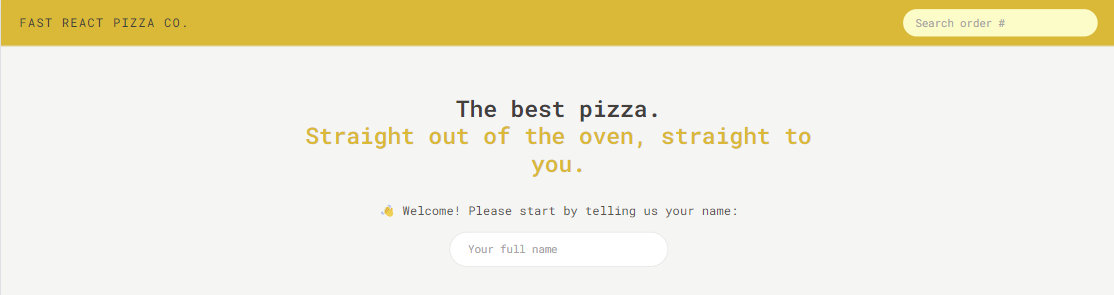 FAST REACT PIZZA CO.
Search order #
The best pizza.
Straight out of the oven, straight to
you.
👋 Welcome! Please start by telling us your name:
Your full name